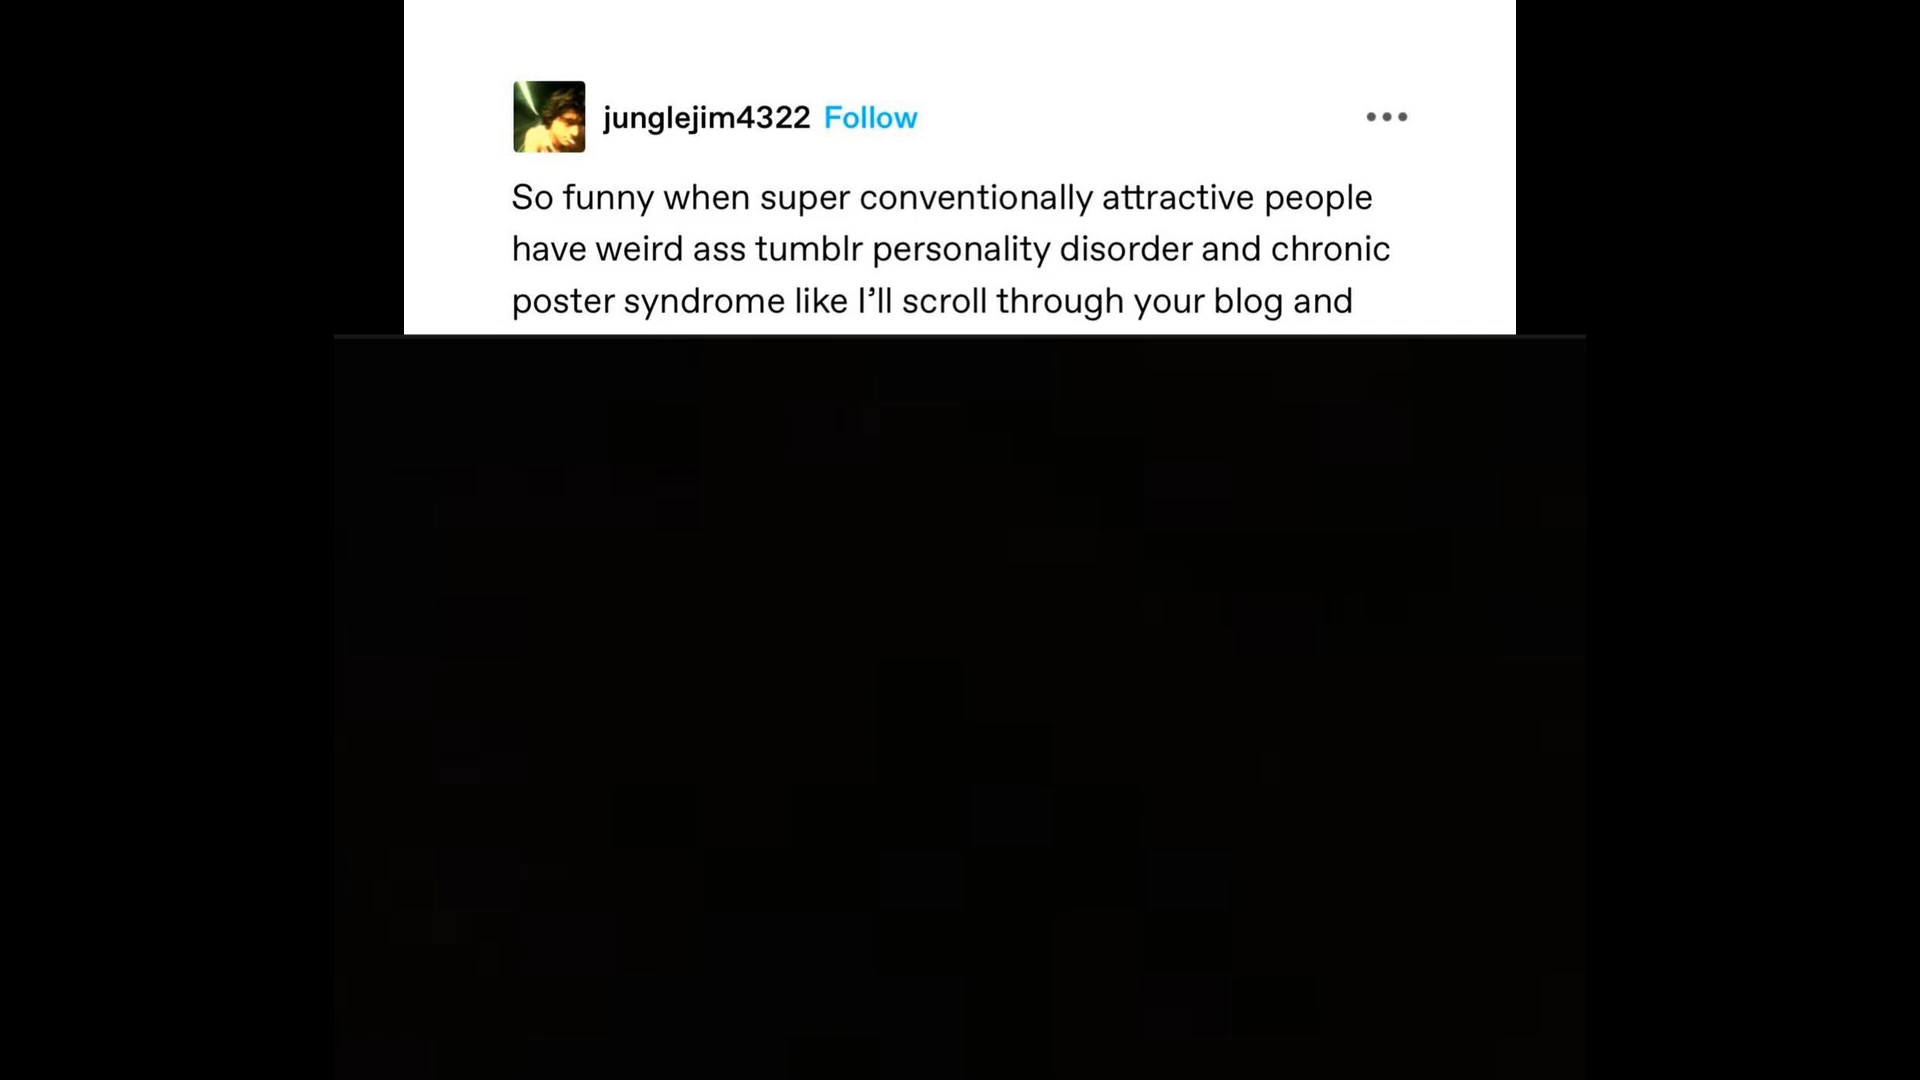 junglejim4322 Follow
So funny when super conventionally attractive people
have weird ass tumblr personality disorder and chronic
poster syndrome like I’ll scroll through your blog and